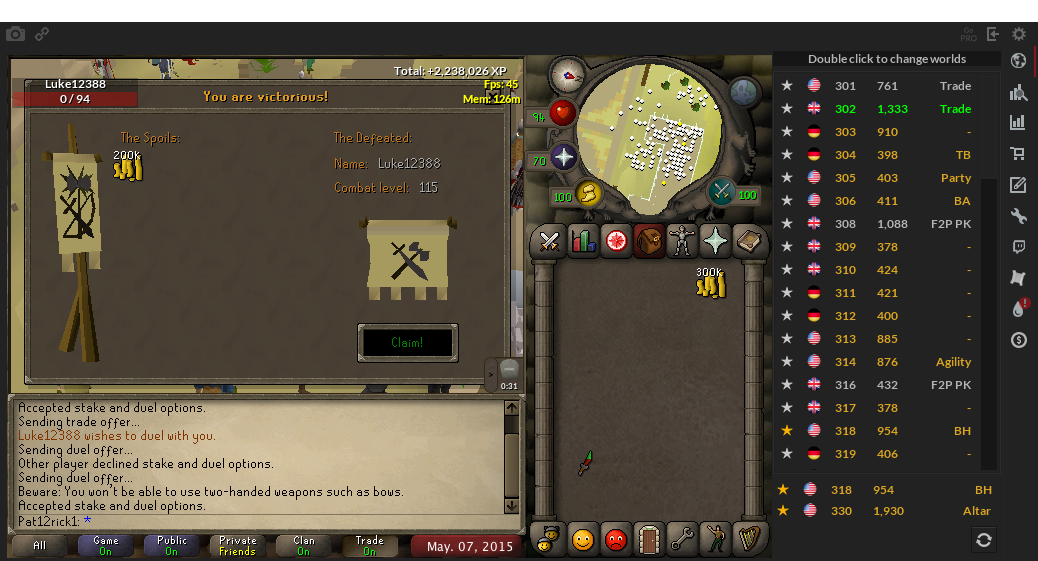 Go
PRO
Double click to change worlds
Luke12388
0 / 94
Total: +2,238,026 XP
Fps: 45
Mem: 126m
You are victorious!
The Spoils:
200K
The Defeated:
Name: Luke12388
Combat level: 115
Claim!
>
0:31
94
70
100
100
300K
301 761 Trade
302 1,333 Trade
303 910 -
304 398 TB
305 403 Party
306 411 BA
308 1,088 F2P PK
309 378 -
310 424 -
311 421 -
312 400 -
313 885 -
314 876 Agility
316 432 F2P PK
317 378 -
318 954 BH
319 406 -
318 954 BH
330 1,930 Altar
Accepted stake and duel options.
Sending trade offer...
Luke12388 wishes to duel with you.
Sending duel offer...
Other player declined stake and duel options.
Sending duel offer...
Beware: You won't be able to use two-handed weapons such as bows.
Accepted stake and duel options.
Pat12rick1: *
All
Game
On
Public
On
Private
Friends
Clan
On
Trade
On
May. 07, 2015